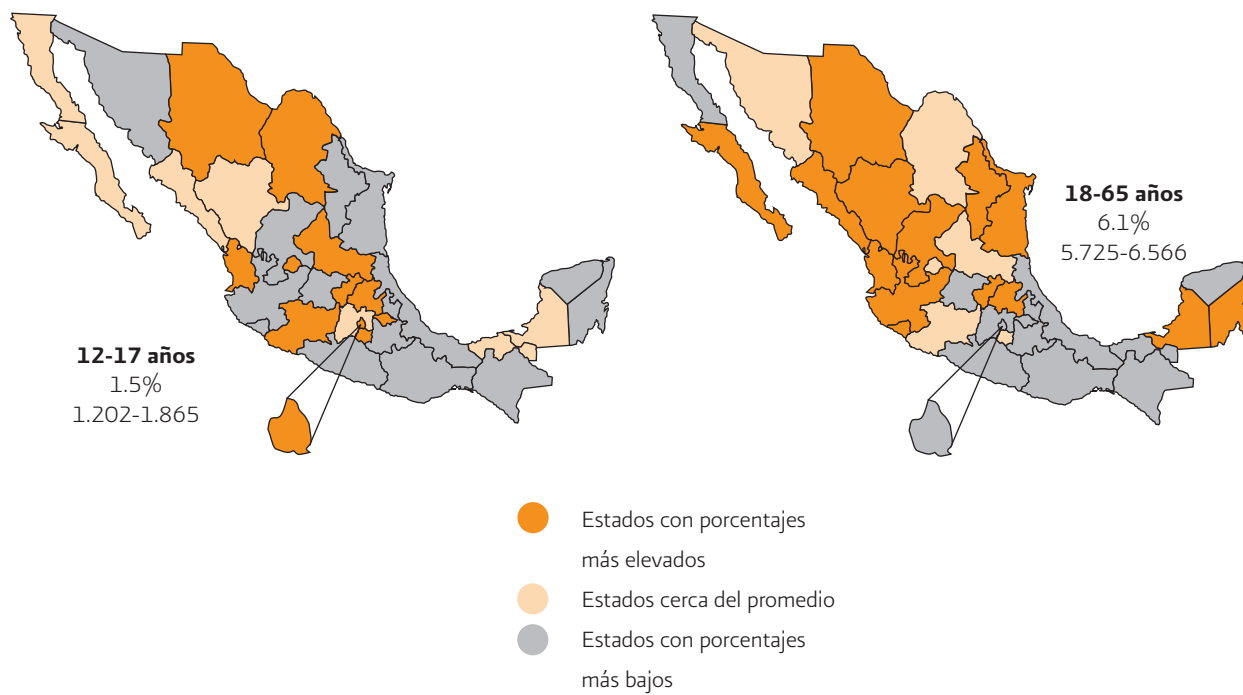 12-17 años
1.5%
1.202-1.865
18-65 años
6.1%
5.725-6.566
Estados con porcentajes
más elevados
Estados cerca del promedio
Estados con porcentajes
más bajos